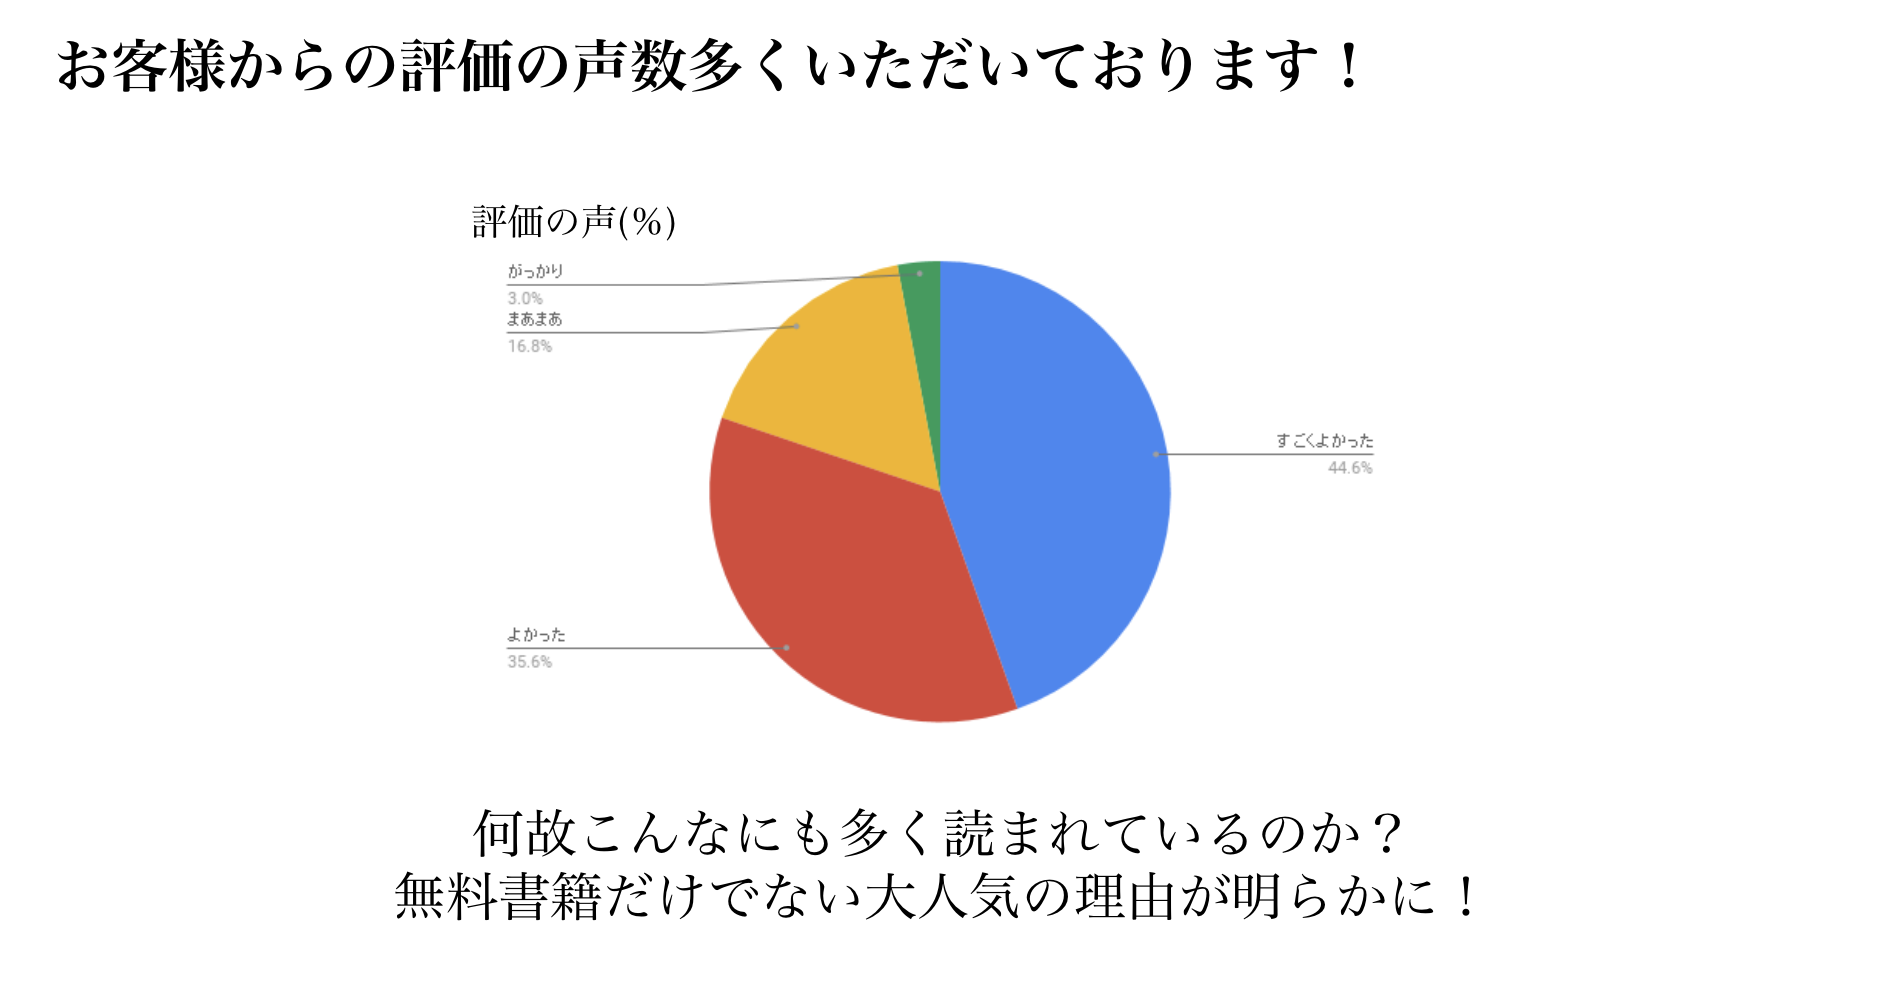 お客様からの評価の声数多くいただいております！
評価の声(%)
がっかり
3.0%
まあまあ
16.8%
すごくよかった
44.6%
よかった
35.6%
何故こんなにも多く読まれているのか？
無料書籍だけでない大人気の理由が明らかに！